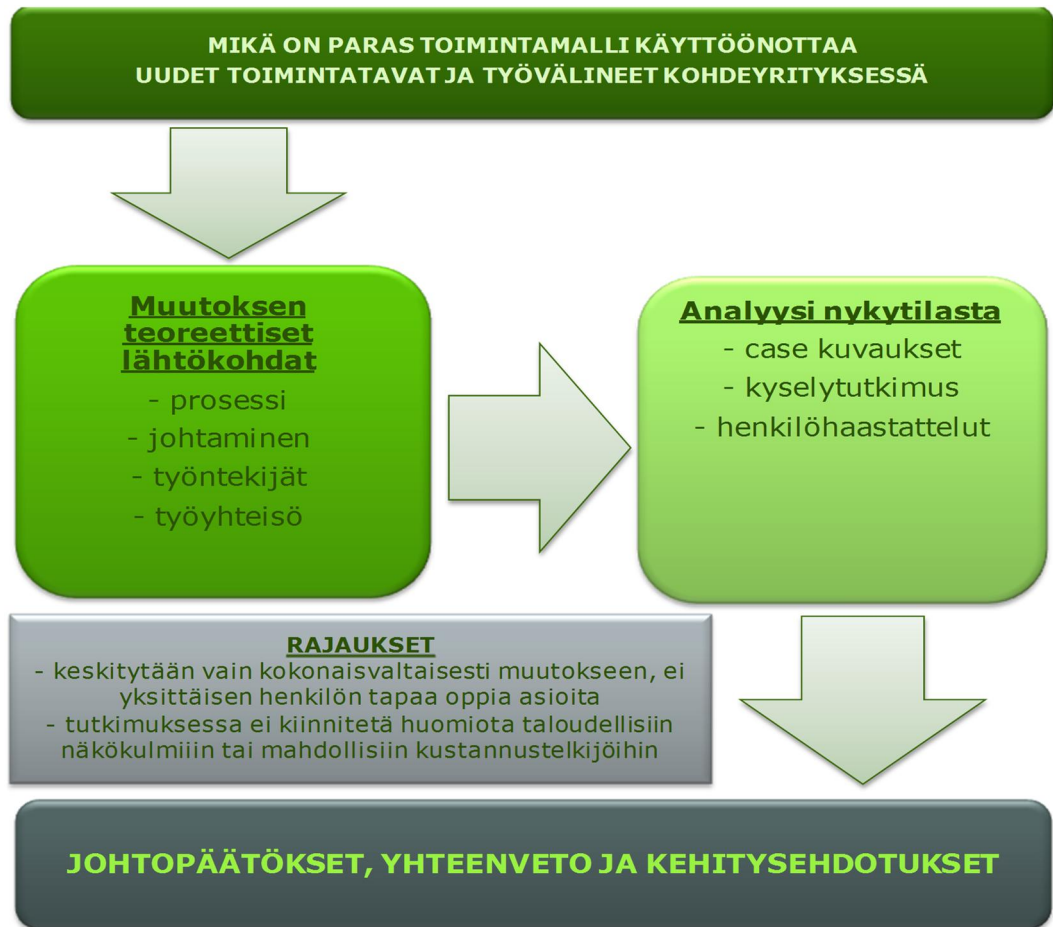 MIKÄ ON PARAS TOIMINTAMALLI KÄYTTÖÖNOTTAA
UUDET TOIMINTATAVAT JA TYÖVÄLINEET KOHDEYRITYKSESSÄ
Muutoksen
teoreettiset
lähtökohdat
- prosessi
- johtaminen
- työntekijät
- työyhteisö
Analyysi nykytilasta
- case kuvaukset
- kyselytutkimus
- henkilöhaastattelut
RAJAUKSET
- keskitytään vain kokonaisvaltaisesti muutokseen, ei
yksittäisen henkilön tapaa oppia asioita
- tutkimuksessa ei kiinnitetä huomiota taloudellisiin
näkökulmiiin tai mahdollisiin kustannustelkijöihin
JOHTOPÄÄTÖKSET, YHTEENVETO JA KEHITYSEHDOTUKSET